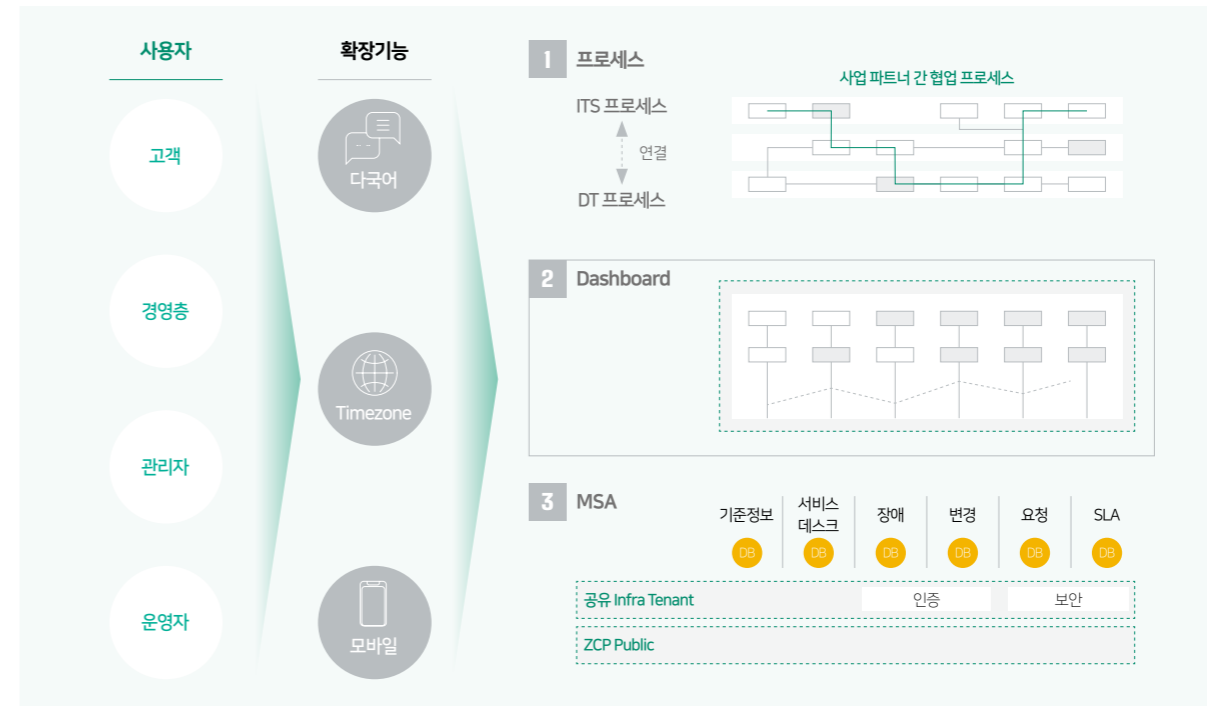 사용자
고객
경영층
관리자
운영자
확장기능
다국어
Timezone
모바일
1 프로세스
ITS 프로세스
연결
DT 프로세스
사업 파트너 간 협업 프로세스
2 Dashboard
3 MSA
기준정보
서비스
데스크
장애
변경
요청
SLA
DB DB DB DB DB DB
공유 Infra Tenant
인증
보안
ZCP Public